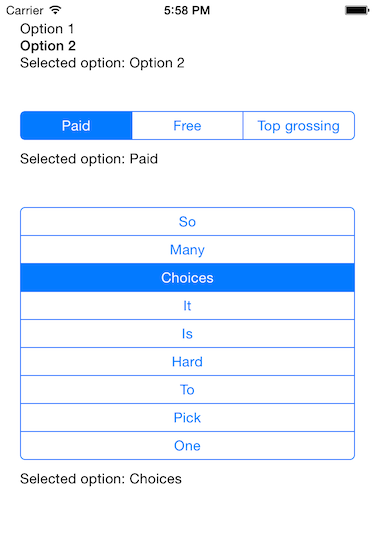 Carrier 5:58 PM
Option 1
Option 2
Selected option: Option 2
Paid Free Top grossing
Selected option: Paid
So
Many
Choices
It
Is
Hard
To
Pick
One
Selected option: Choices